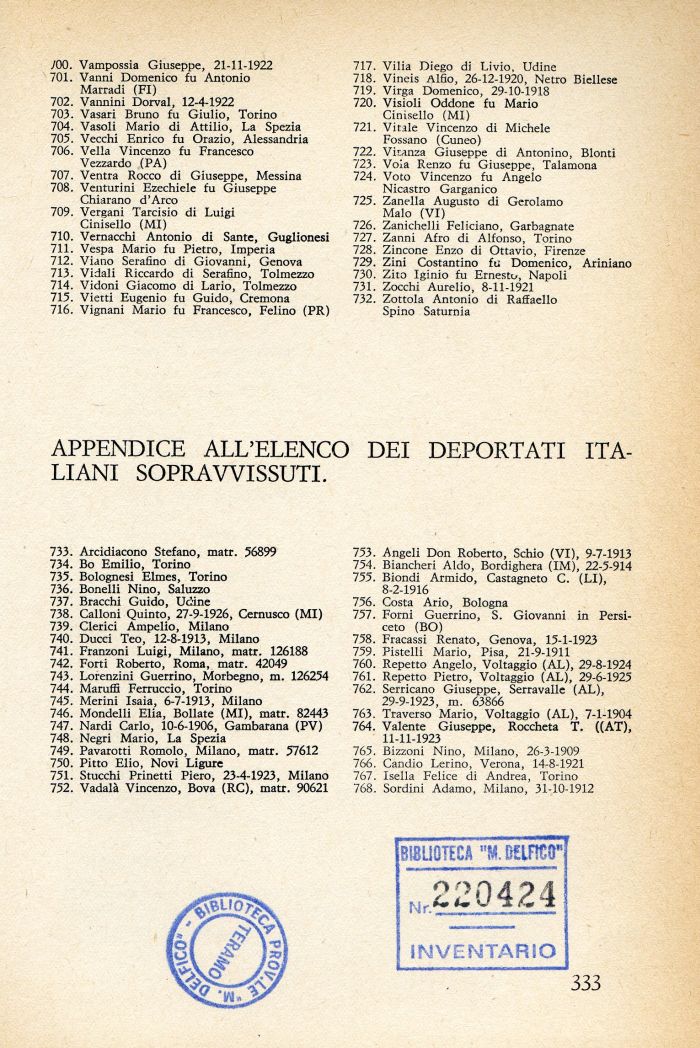 700. Vampossia Giuseppe, 21-11-1922
701. Vanni Domenico fu Antonio
Marradi (FI)
702. Vannini Dorval, 12-4-1922
703. Vasari Bruno fu Giulio, Torino
704. Vasoli Mario di Attilio, La Spezia
705. Vecchi Enrico fu Orazio, Alessandria
706. Vella Vincenzo fu Francesco
Vezzardo (PA)
707. Ventra Rocco di Giuseppe, Messina
708. Venturini Ezechiele fu Giuseppe
Chiarano d'Arco
709. Vergani Tarcisio di Luigi
Cinisello (MI)
710. Vernacchi Antonio di Sante, Guglionesi
711. Vespa Mario fu Pietro, Imperia
712. Viano Serafino di Giovanni, Genova
713. Vidali Riccardo di Serafino, Tolmezzo
714. Vidoni Giacomo di Lario, Tolmezzo
715. Vietti Eugenio fu Guido, Cremona
716. Vignani Mario fu Francesco, Felino (PR)
717. Vilia Diego di Livio, Udine
718. Vineis Alfio, 26-12-1920, Netro Biellese
719. Virga Domenico, 29-10-1918
720. Visioli Oddone fu Mario
Cinisello (MI)
721. Vitale Vincenzo di Michele
Fossano (Cuneo)
722. Vitanza Giuseppe di Antonino, Blonti
723. Voia Renzo fu Giuseppe, Talamona
724. Voto Vincenzo fu Angelo
Nicastro Garganico
725. Zanella Augusto di Gerolamo
Malo (VI)
726. Zanichelli Feliciano, Garbagnate
727. Zanni Afro di Alfonso, Torino
728. Zincone Enzo di Ottavio, Firenze
729. Zini Costantino fu Domenico, Ariniano
730. Zito Iginio fu Ernesto, Napoli
731. Zocchi Aurelio, 8-11-1921
732. Zottola Antonio di Raffaello
Spino Saturnia
APPENDICE ALL'ELENCO DEI DEPORTATI ITA-
LIANI SOPRAVVISSUTI.
733. Arcidiacono Stefano, matr. 56899
734. Bo Emilio, Torino
735. Bolognesi Elmes, Torino
736. Bonelli Nino, Saluzzo
737. Bracchi Guido, Udine
738. Calloni Quinto, 27-9-1926, Cernusco (MI)
739. Clerici Ampelio, Milano
740. Ducci Teo, 12-8-1913, Milano
741. Franzoni Luigi, Milano, matr. 126188
742. Forti Roberto, Roma, matr. 42049
743. Lorenzini Guerrino, Morbegno, m. 126254
744. Maruffi Ferruccio, Torino
745. Merini Isaia, 6-7-1913, Milano
746. Mondelli Elia, Bollate (MI), matr. 82443
747. Nardi Carlo, 10-6-1906, Gambarana (PV)
748. Negri Mario, La Spezia
749. Pavarotti Romolo, Milano, matr. 57612
750. Pitto Elio, Novi Ligure
751. Stucchi Prinetti Piero, 23-4-1923, Milano
752. Vadalà Vincenzo, Bova (RC), matr. 90621
753. Angeli Don Roberto, Schio (VI), 9-7-1913
754. Biancheri Aldo, Bordighera (IM), 22-5-914
755. Biondi Armido, Castagneto C. (LI),
8-2-1916
756. Costa Ario, Bologna
757. Forni Guerrino, S. Giovanni in Persi-
ceto (BO)
758. Fracassi Renato, Genova, 15-1-1923
759. Pistelli Mario, Pisa, 21-9-1911
760. Repetto Angelo, Voltaggio (AL), 29-8-1924
761. Repetto Pietro, Voltaggio (AL), 29-6-1925
762. Serricano Giuseppe, Serravalle (AL),
29-9-1923, m. 63866
763. Traverso Mario, Voltaggio (AL), 7-1-1904
764. Valente Giuseppe, Roccheta T. ((AT),
11-11-1923
765. Bizzoni Nino, Milano, 26-3-1909
766. Candio Lerino, Verona, 14-8-1921
767. Isella Felice di Andrea, Torino
768. Sordini Adamo, Milano, 31-10-1912
BIBLIOTECA PROV.LE "M. DELFICO" -
TERAMO
BIBLIOTECA "M. DELFICO"
Nr. 220424
INVENTARIO
333